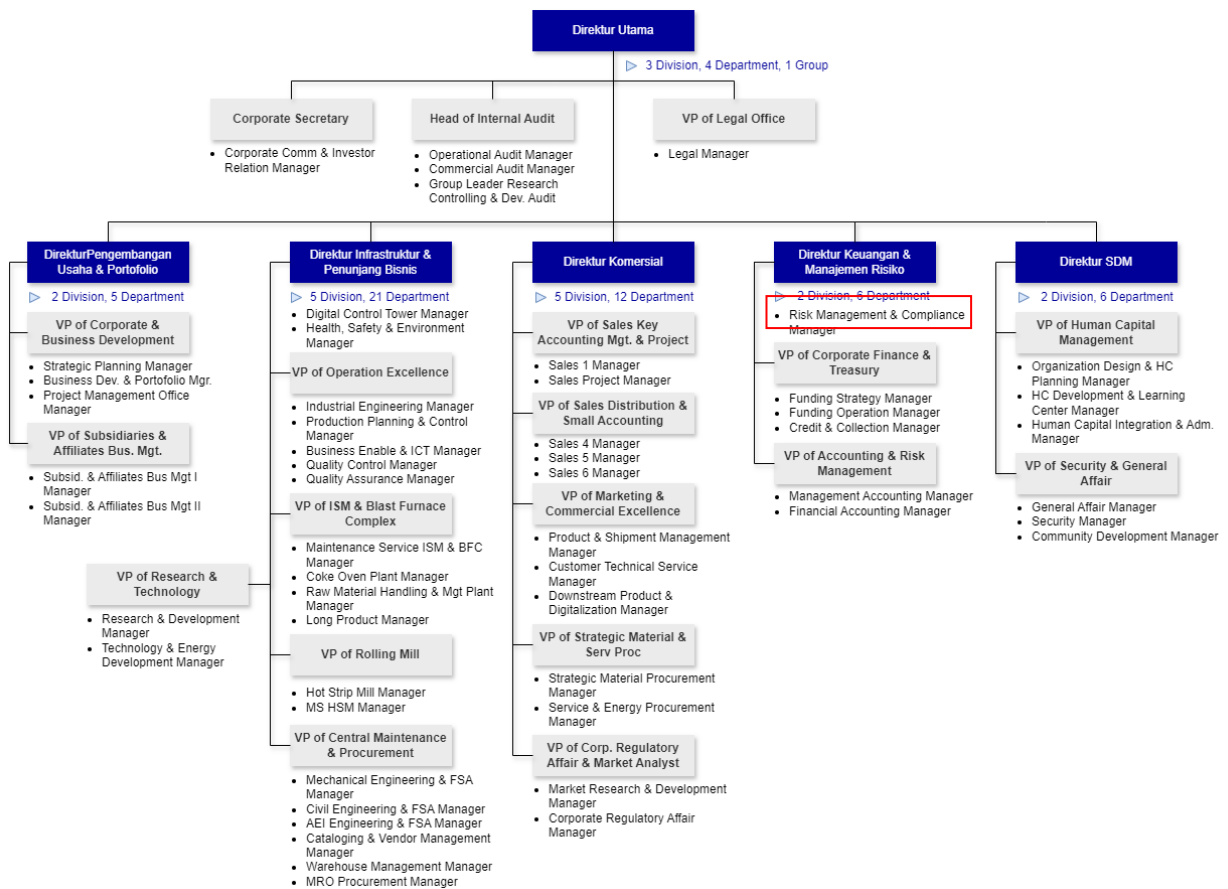 Direktur Utama
3 Division, 4 Department, 1 Group
Corporate Secretary
Corporate Comm & Investor
Relation Manager
Head of Internal Audit
Operational Audit Manager
Commercial Audit Manager
Group Leader Research
Controlling & Dev. Audit
VP of Legal Office
Legal Manager
DirekturPengembangan
Usaha & Portofolio
2 Division, 5 Department
VP of Corporate &
Business Development
Strategic Planning Manager
Business Dev. & Portofolio Mgr.
Project Management Office
Manager
VP of Subsidiaries &
Affiliates Bus. Mgt.
Subsid. & Affiliates Bus Mgt I
Manager
Subsid. & Affiliates Bus Mgt II
Manager
Direktur Infrastruktur &
Penunjang Bisnis
5 Division, 21 Department
Digital Control Tower Manager
Health, Safety & Environment
Manager
VP of Operation Excellence
Industrial Engineering Manager
Production Planning & Control
Manager
Business Enable & ICT Manager
Quality Control Manager
Quality Assurance Manager
VP of ISM & Blast Furnace
Complex
Maintenance Service ISM & BFC
Manager
Coke Oven Plant Manager
Raw Material Handling & Mgt Plant
Manager
Long Product Manager
VP of Research &
Technology
Research & Development
Manager
Technology & Energy
Development Manager
VP of Rolling Mill
Hot Strip Mill Manager
MS HSM Manager
VP of Central Maintenance
& Procurement
Mechanical Engineering & FSA
Manager
Civil Engineering & FSA Manager
AEI Engineering & FSA Manager
Cataloging & Vendor Management
Manager
Warehouse Management Manager
MRO Procurement Manager
Direktur Komersial
5 Division, 12 Department
VP of Sales Key
Accounting Mgt. & Project
Sales 1 Manager
Sales Project Manager
VP of Sales Distribution &
Small Accounting
Sales 4 Manager
Sales 5 Manager
Sales 6 Manager
VP of Marketing &
Commercial Excellence
Product & Shipment Management
Manager
Customer Technical Service
Manager
Downstream Product &
Digitalization Manager
VP of Strategic Material &
Serv Proc
Strategic Material Procurement
Manager
Service & Energy Procurement
Manager
VP of Corp. Regulatory
Affair & Market Analyst
Market Research & Development
Manager
Corporate Regulatory Affair
Manager
Direktur Keuangan &
Manajemen Risiko
2 Division, 6 Department
Risk Management & Compliance
Manager
VP of Corporate Finance &
Treasury
Funding Strategy Manager
Funding Operation Manager
Credit & Collection Manager
VP of Accounting & Risk
Management
Management Accounting Manager
Financial Accounting Manager
Direktur SDM
2 Division, 6 Department
VP of Human Capital
Management
Organization Design & HC
Planning Manager
HC Development & Learning
Center Manager
Human Capital Integration & Adm.
Manager
VP of Security & General
Affair
General Affair Manager
Security Manager
Community Development Manager